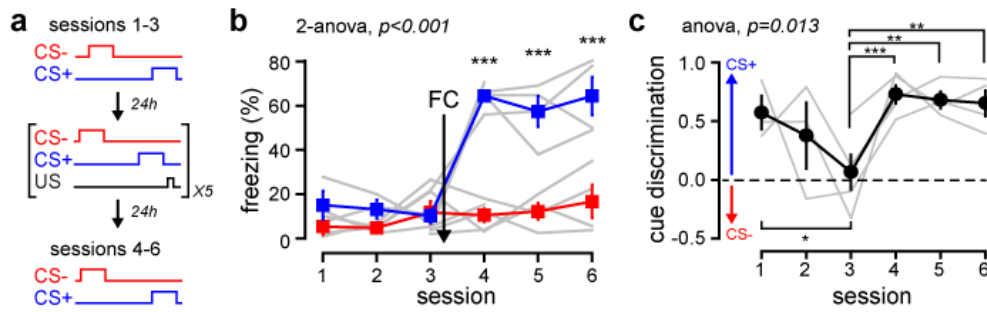 a
sessions 1-3
CS-
CS+
24h
CS-
CS+
US
X5
24h
sessions 4-6
CS-
CS+
b
2-anova, p<0.001
***
***
***
FC
freezing (%)
80
60
40
20
0
1 2 3 4 5 6
session
c
anova, p=0.013
**
**
***
CS+
CS-
cue discrimination
1.0
0.5
0.0
-0.5
*
1 2 3 4 5 6
session